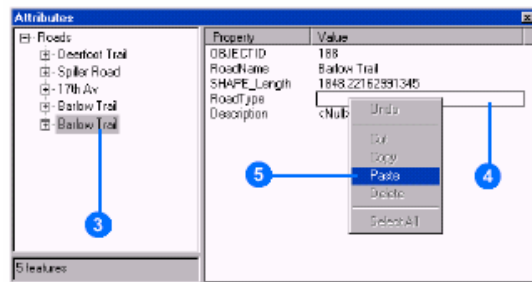 Attributes
Roads
Deerfoot Trail
Spiller Road
17th Av
Barlow Trail
Barlow Trail
3
5 features
Property Value
OBJECTID 188
RoadName Barlow Trail
SHAPE_Length 1848.22162991345
RoadType
Description <Null>
Undo
Cut
Copy
Paste
Delete
Select All
4
5